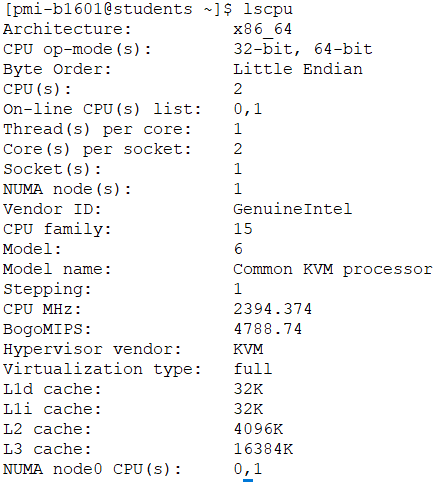 [pmi-b1601@students ~]$ lscpu
Architecture:          x86_64
CPU op-mode(s):        32-bit, 64-bit
Byte Order:            Little Endian
CPU(s):                2
On-line CPU(s) list:   0,1
Thread(s) per core:    1
Core(s) per socket:    2
Socket(s):             1
NUMA node(s):          1
Vendor ID:             GenuineIntel
CPU family:            15
Model:                 6
Model name:            Common KVM processor
Stepping:              1
CPU MHz:               2394.374
BogoMIPS:              4788.74
Hypervisor vendor:     KVM
Virtualization type:   full
L1d cache:             32K
L1i cache:             32K
L2 cache:              4096K
L3 cache:              16384K
NUMA node0 CPU(s):     0,1